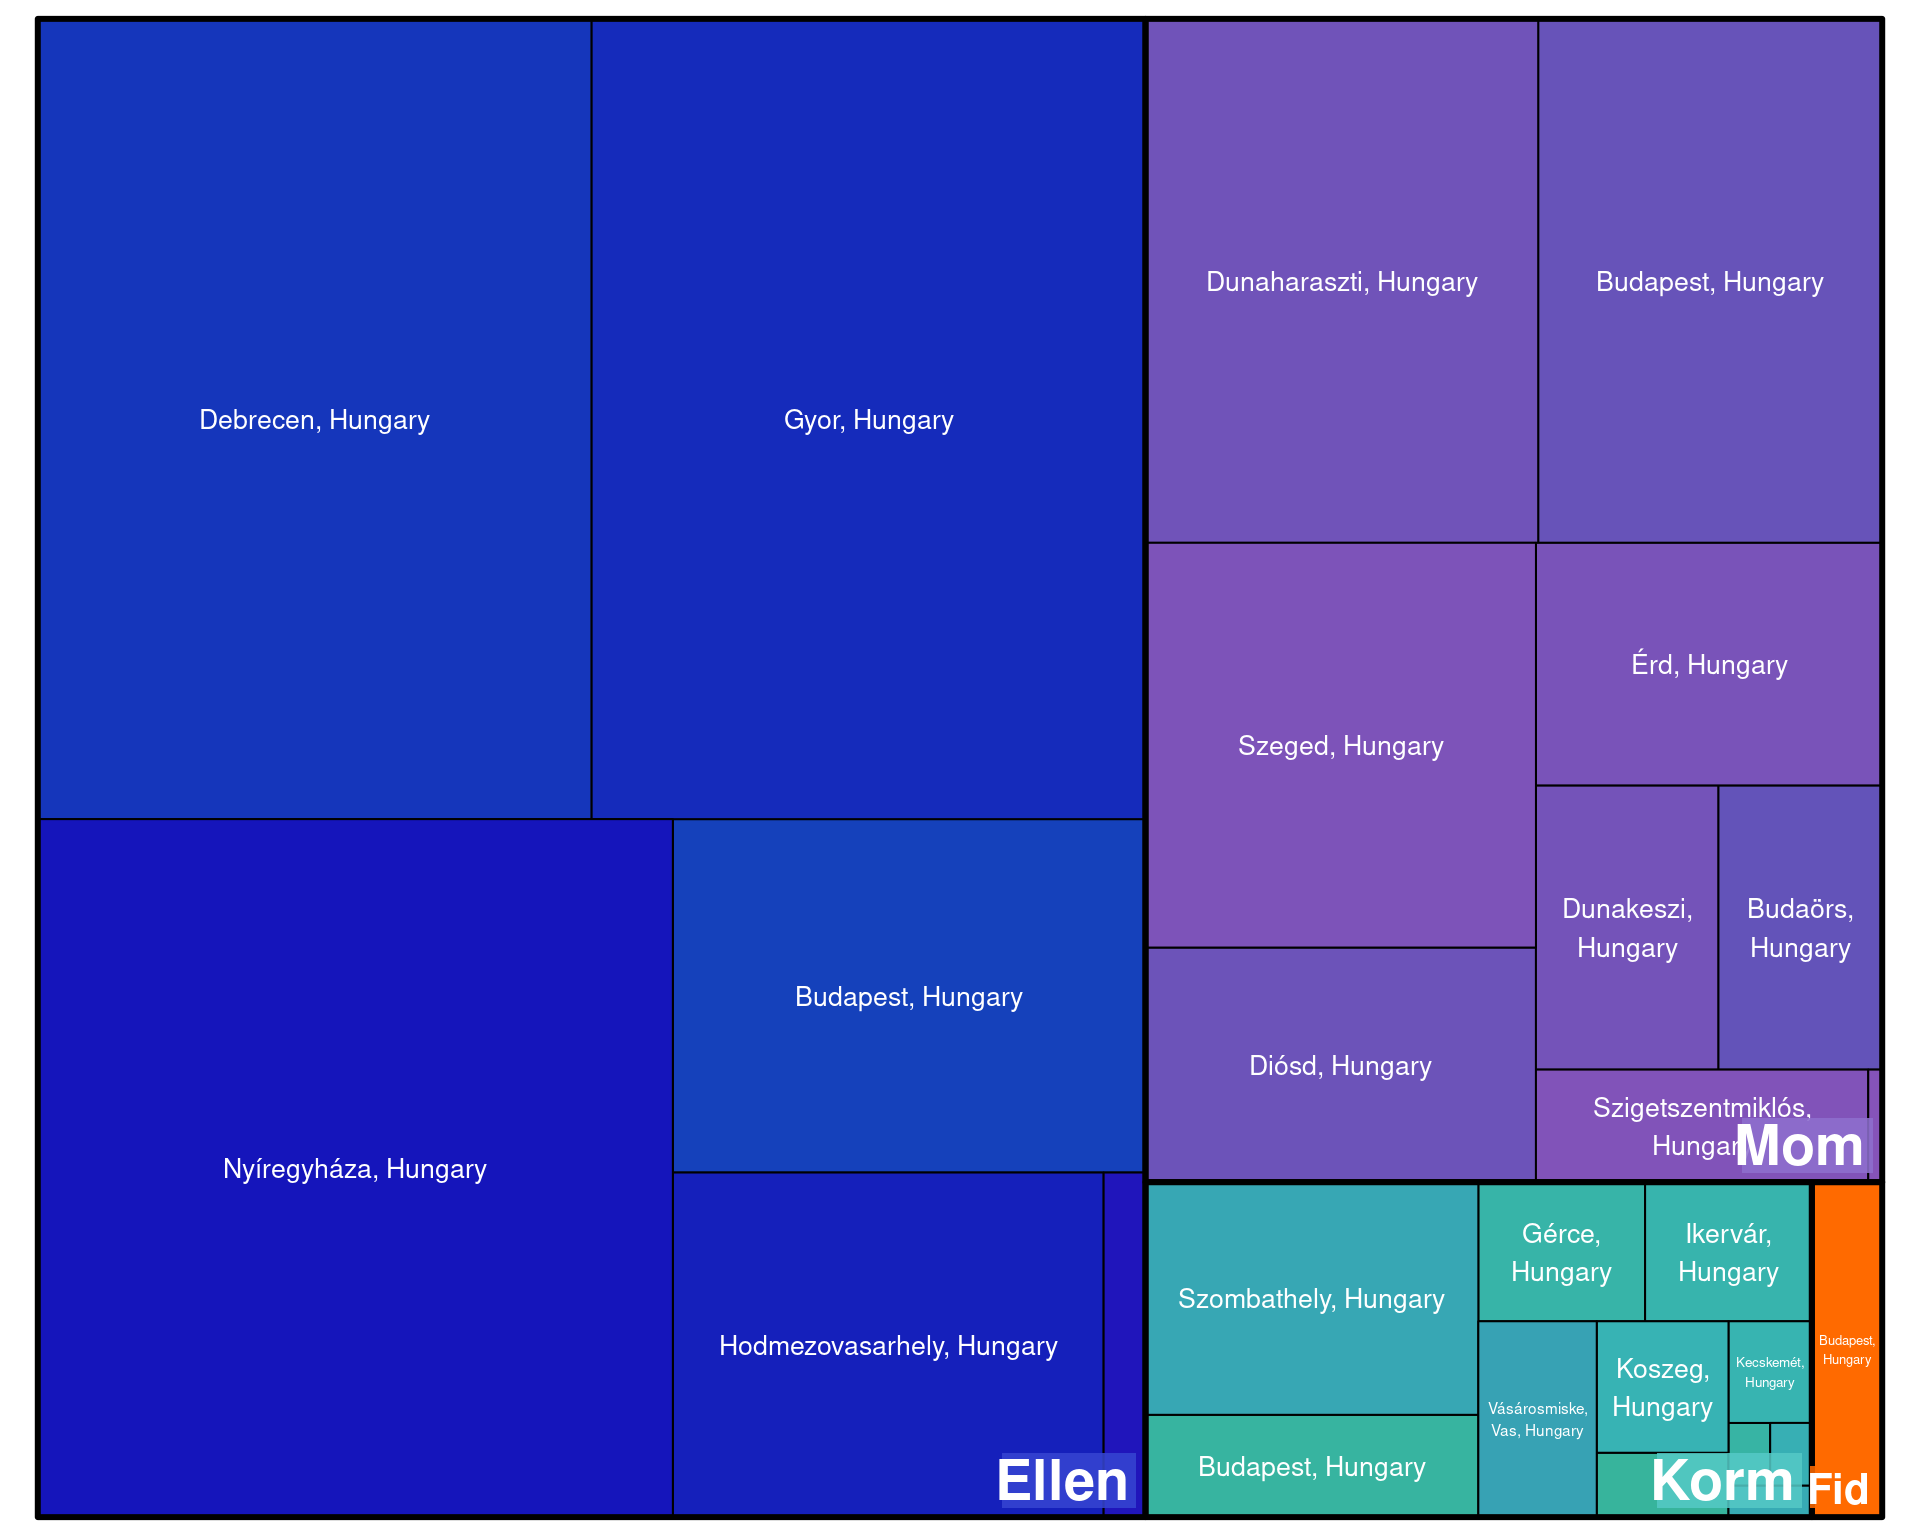 Debrecen, Hungary
Gyor, Hungary
Nyíregyháza, Hungary
Budapest, Hungary
Hodmezovasarhely, Hungary
Ellen
Dunaharaszti, Hungary
Budapest, Hungary
Szeged, Hungary
Érd, Hungary
Dunakeszi,
Hungary
Budaörs,
Hungary
Diósd, Hungary
Szigetszentmiklós,
Hungar
Mom
Szombathely, Hungary
Gérce,
Hungary
Ikervár,
Hungary
Budapest, Hungary
Vásárosmiske,
Vas, Hungary
Koszeg,
Hungary
Kecskemét,
Hungary
Korm
Budapest,
Hungary
Fid